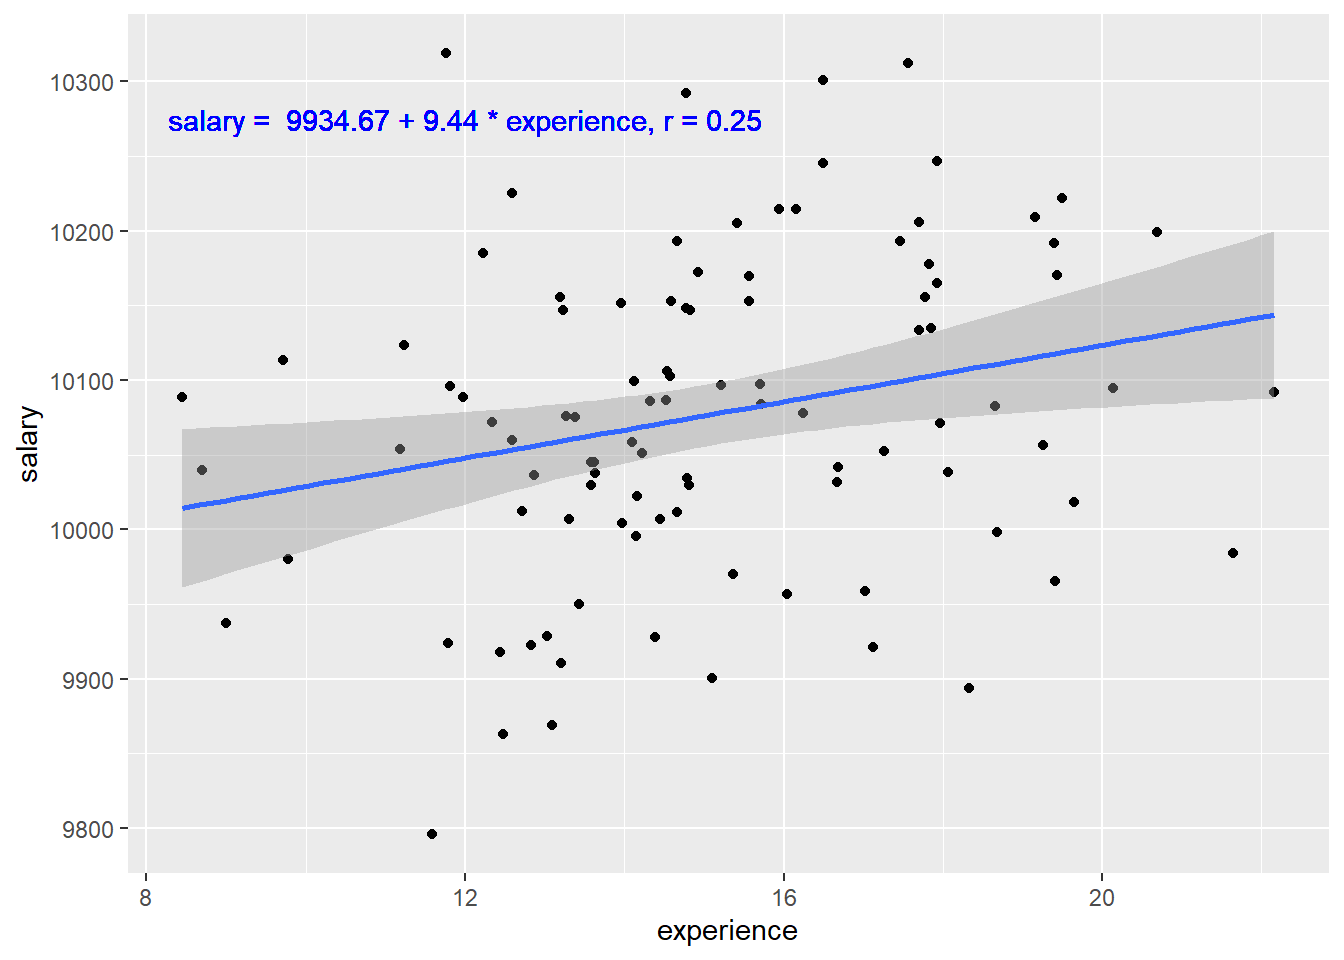 10300
salary =  9934.67 + 9.44 * experience, r = 0.25
10200
10100
salary
10000
9900
9800
8 12 16 20
experience